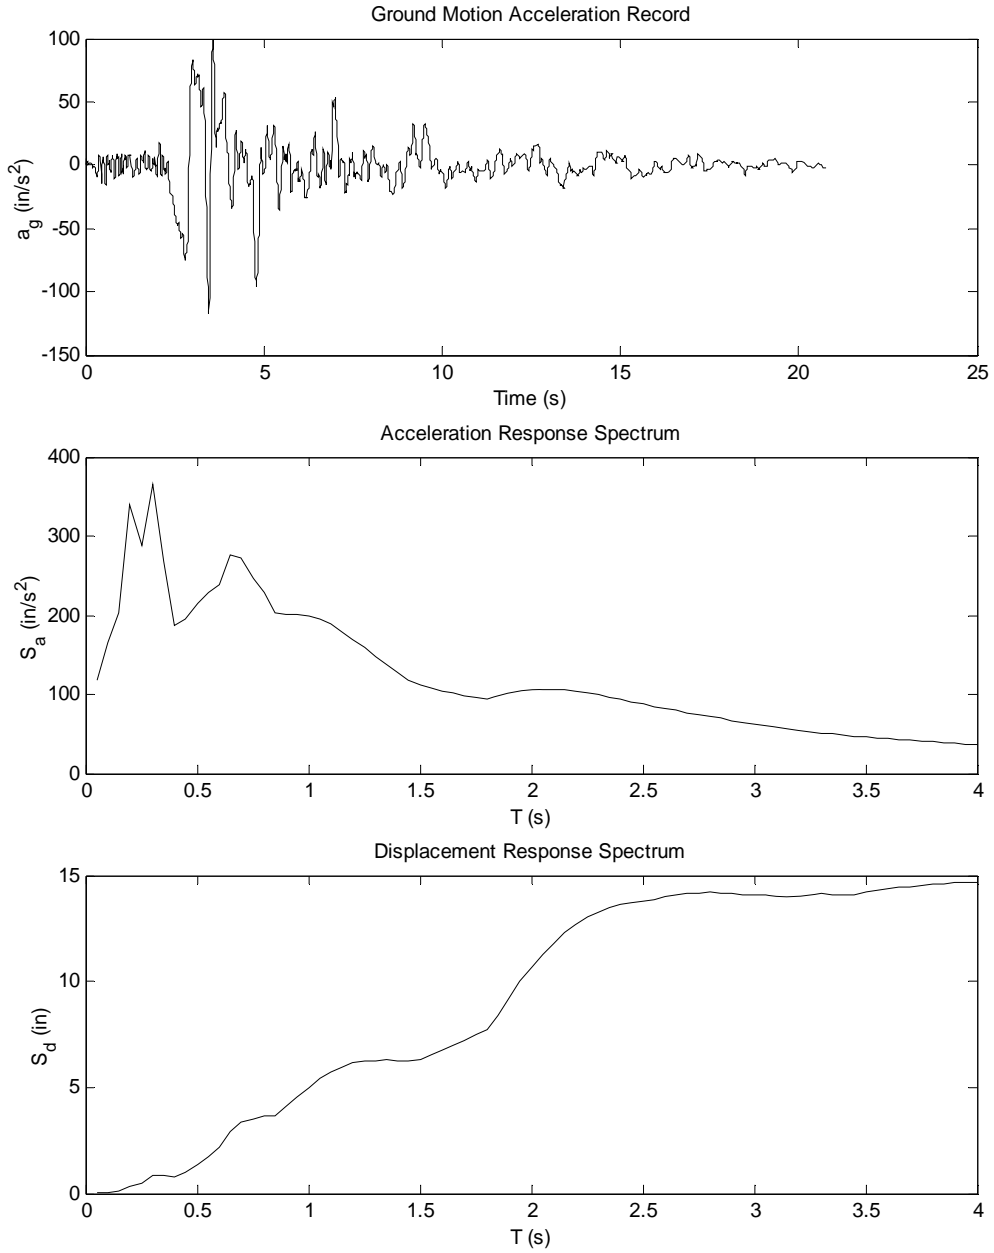 Ground Motion Acceleration Record
100
50
0
-50
-100
-150
a_g (in/s^2)
0 5 10 15 20 25
Time (s)
Acceleration Response Spectrum
400
300
200
100
0
S_a (in/s^2)
0 0.5 1 1.5 2 2.5 3 3.5 4
T (s)
Displacement Response Spectrum
15
10
5
0
S_d (in)
0 0.5 1 1.5 2 2.5 3 3.5 4
T (s)